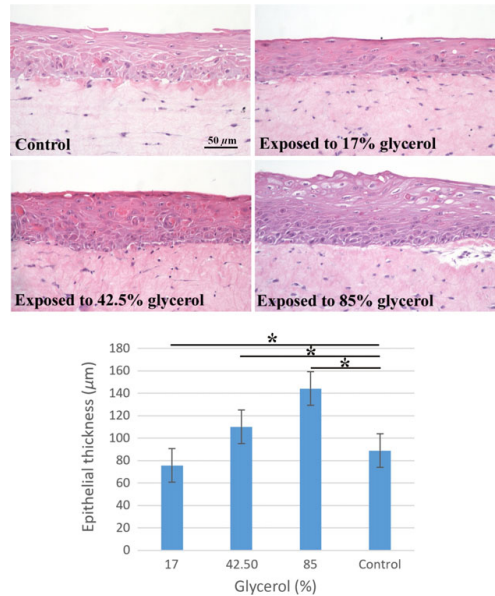 Control
50 µm
Exposed to 17% glycerol
Exposed to 42.5% glycerol
Exposed to 85% glycerol
*
*
*
Epithelial thickness (µm)
180
160
140
120
100
80
60
40
20
0
17
42.50
85
Control
Glycerol (%)